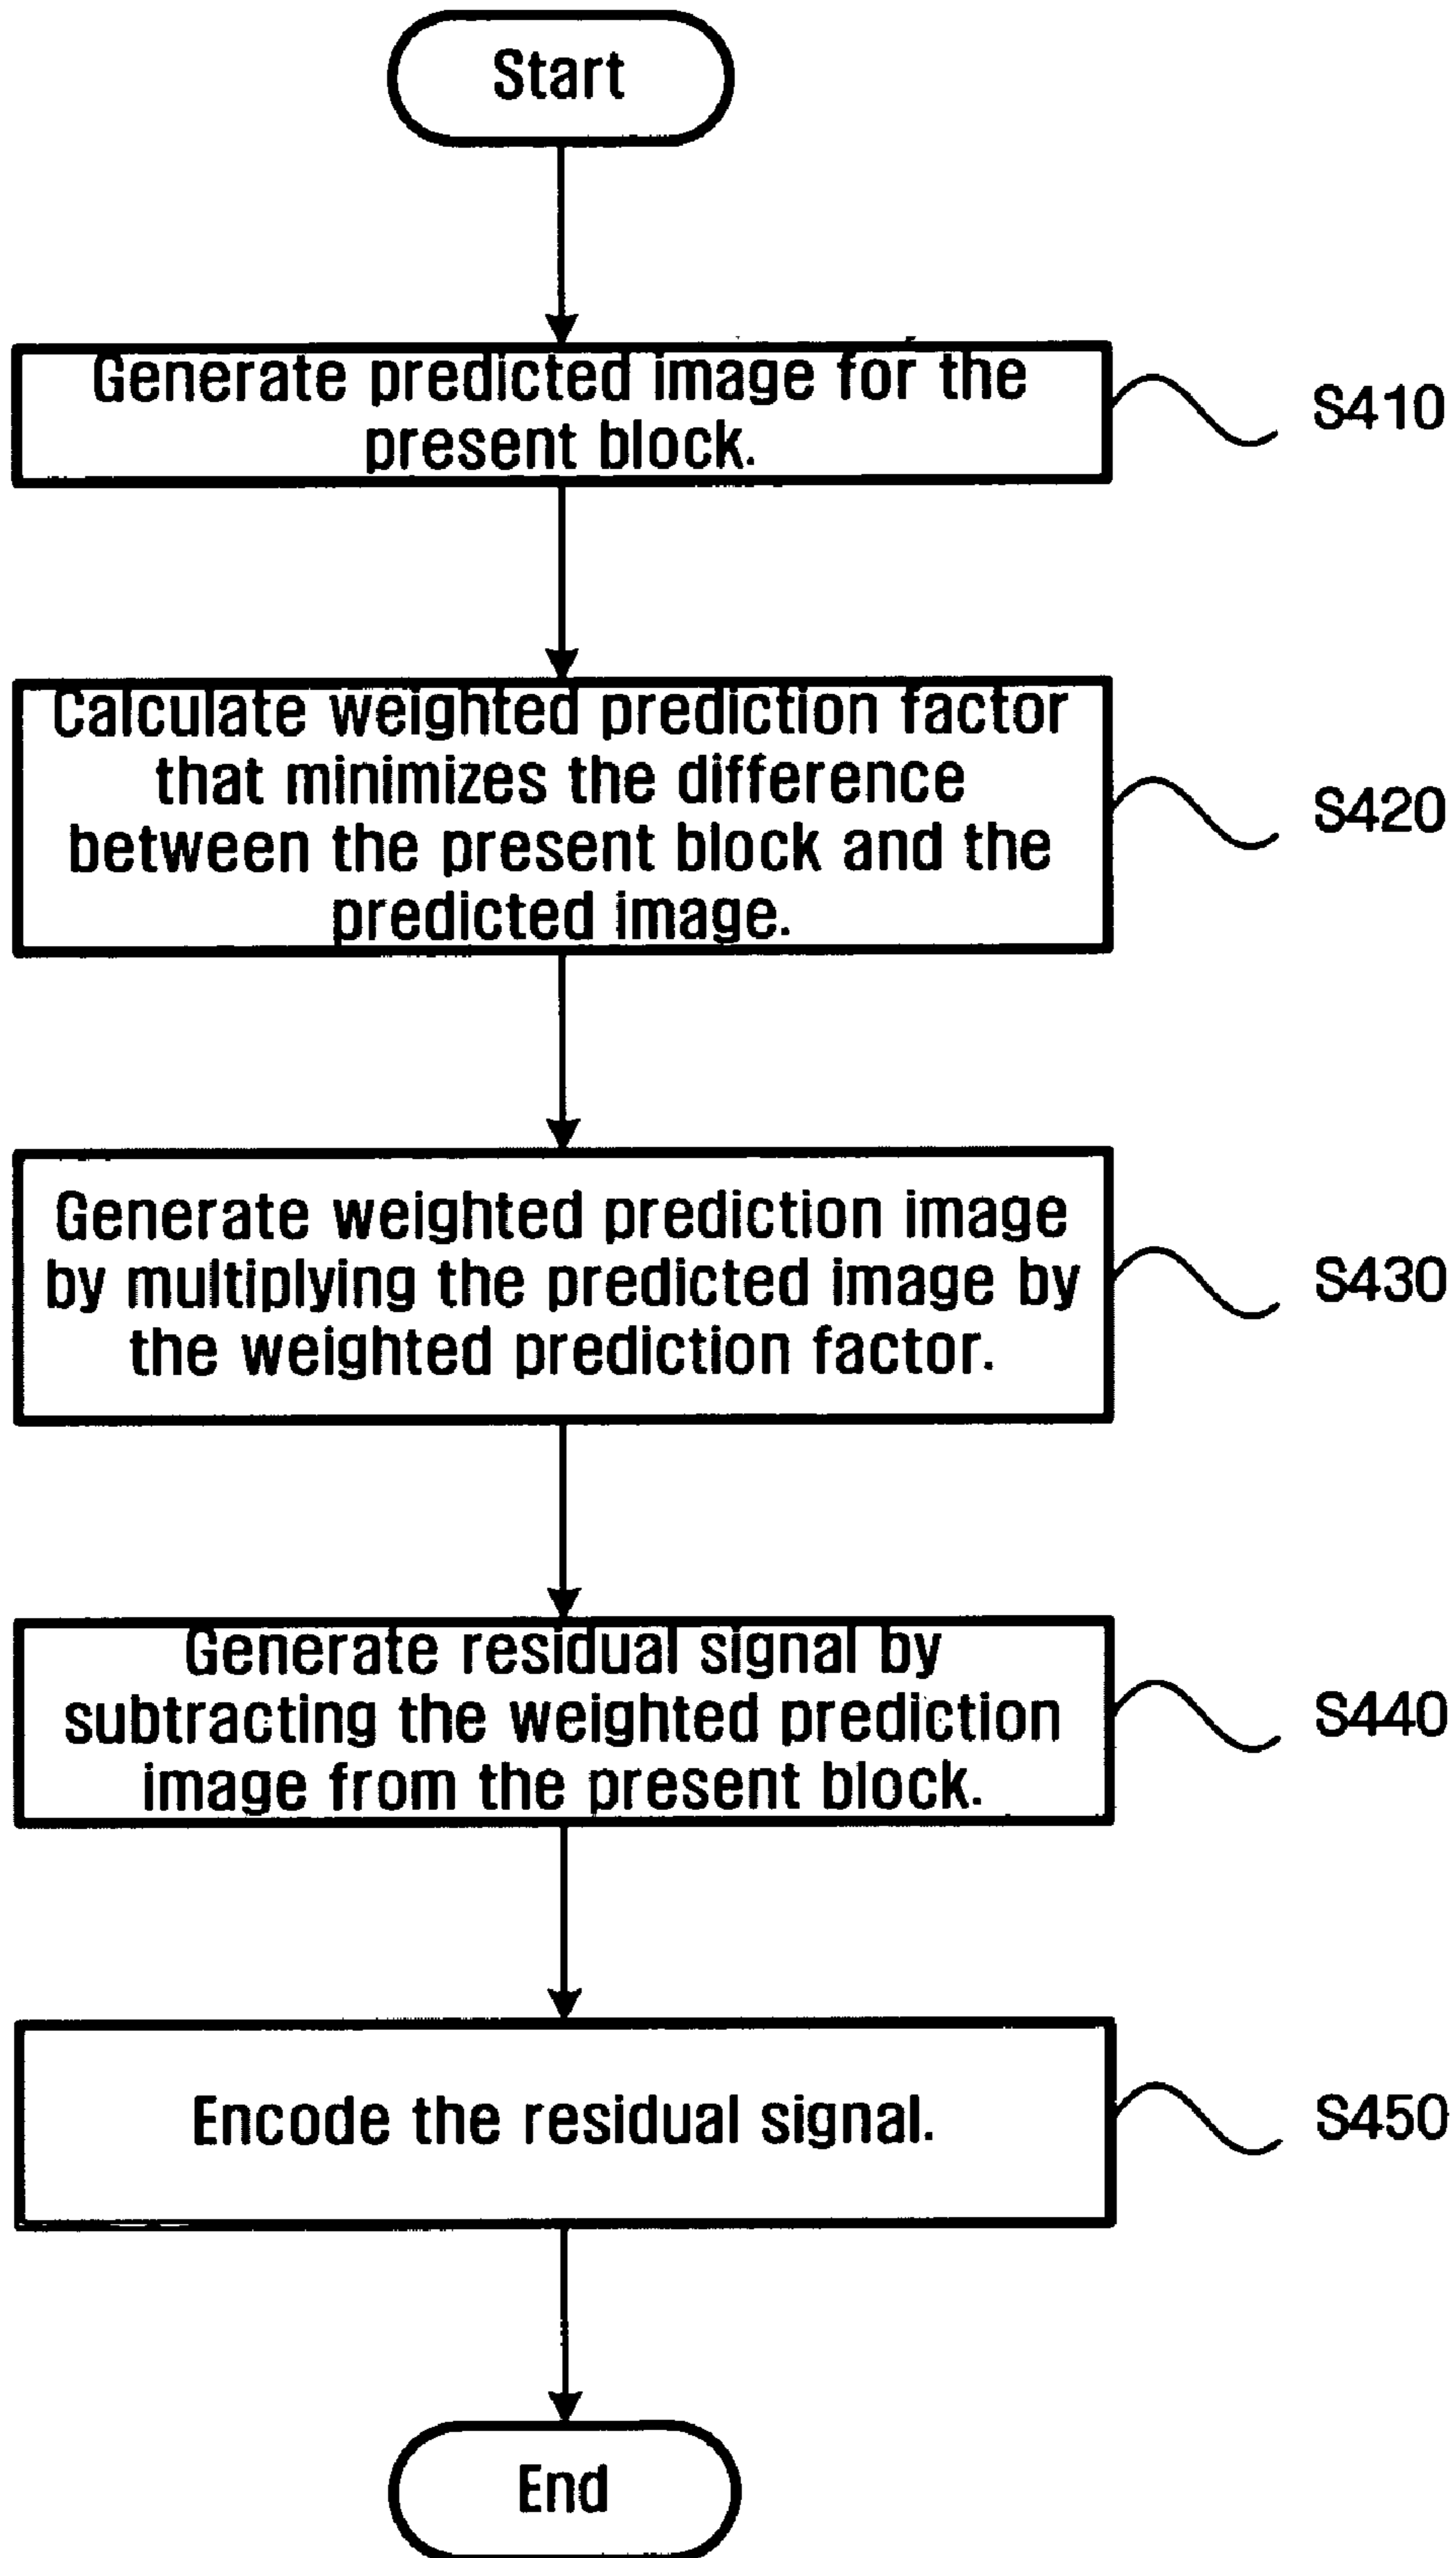 Start
Generate predicted image for the
present block.
S410
Calculate weighted prediction factor
that minimizes the difference
between the present block and the
predicted image.
S420
Generate weighted prediction image
by multiplying the predicted image by
the weighted prediction factor.
S430
Generate residual signal by
subtracting the weighted prediction
image from the present block.
S440
Encode the residual signal.
S450
End